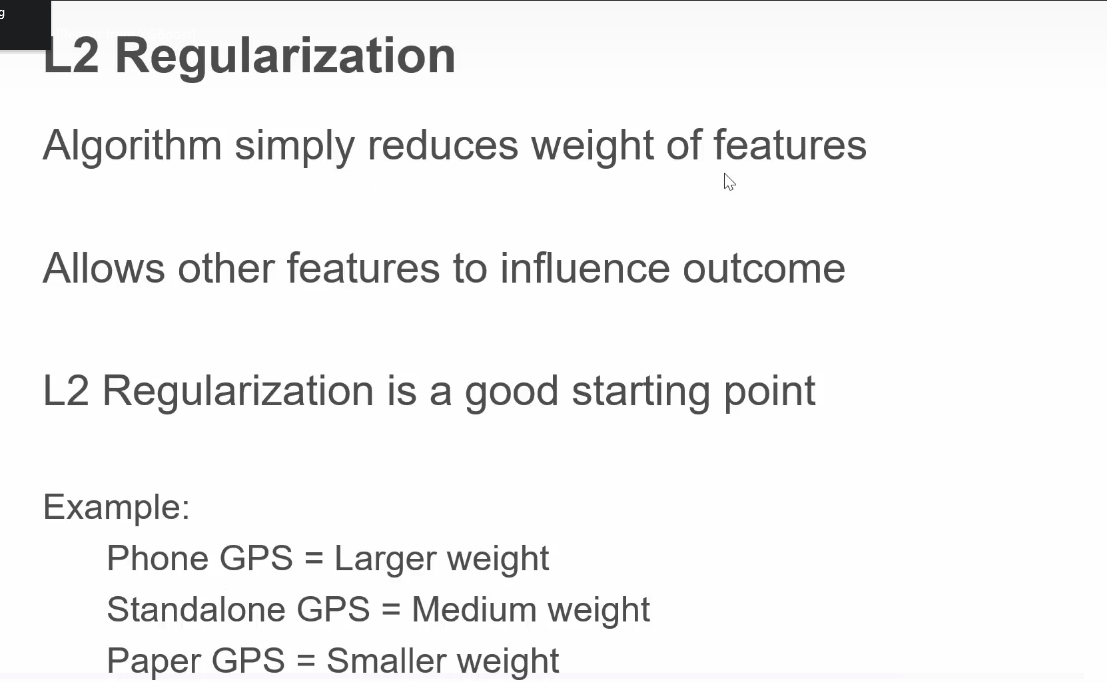 g
L2 Regularization
Algorithm simply reduces weight of features
Allows other features to influence outcome
L2 Regularization is a good starting point
Example:
Phone GPS = Larger weight
Standalone GPS = Medium weight
Paper GPS = Smaller weight